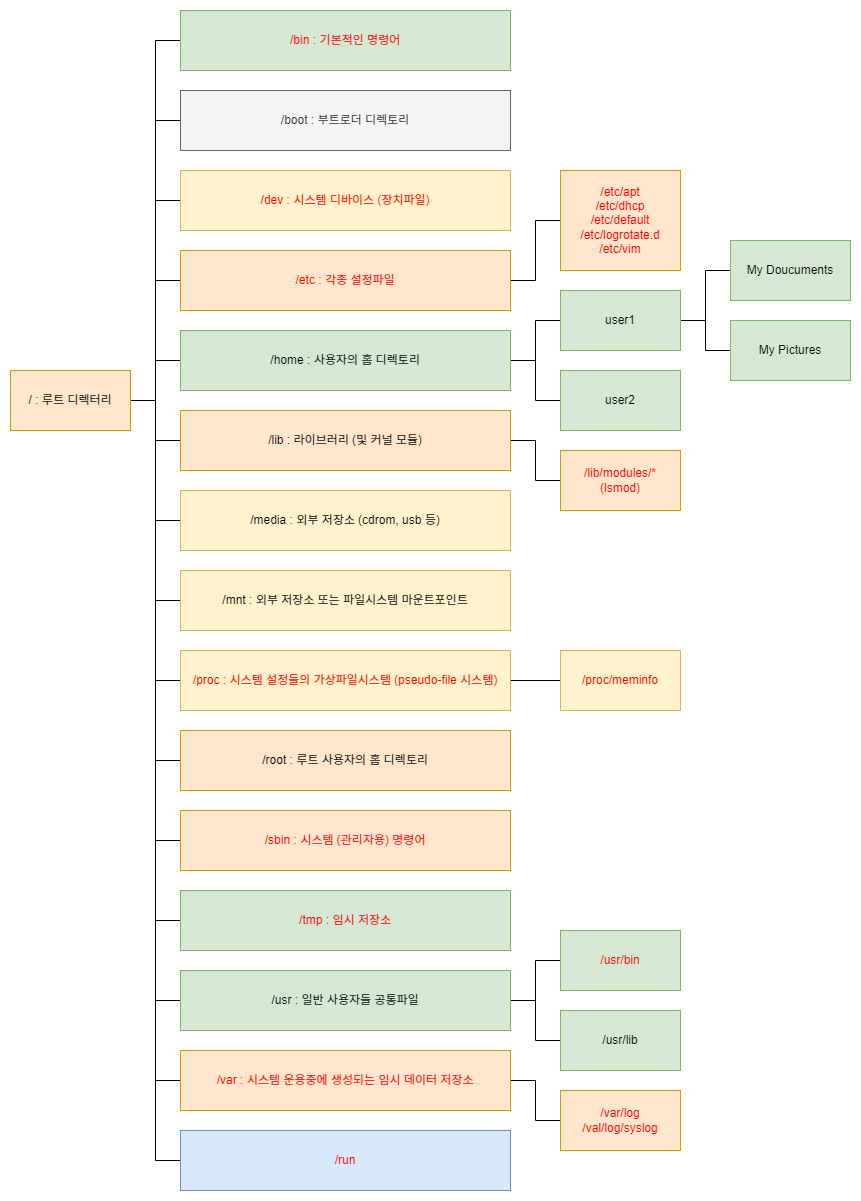 / : 루트 디렉터리
/bin : 기본적인 명령어
/boot : 부트로더 디렉토리
/dev : 시스템 디바이스 (장치파일)
/etc : 각종 설정파일
/etc/apt
/etc/dhcp
/etc/default
/etc/logrotate.d
/etc/vim
/home : 사용자의 홈 디렉토리
user1
My Doucuments
My Pictures
user2
/lib : 라이브러리 (및 커널 모듈)
/lib/modules/*
(lsmod)
/media : 외부 저장소 (cdrom, usb 등)
/mnt : 외부 저장소 또는 파일시스템 마운트포인트
/proc : 시스템 설정들의 가상파일시스템 (pseudo-file 시스템)
/proc/meminfo
/root : 루트 사용자의 홈 디렉토리
/sbin : 시스템 (관리자용) 명령어
/tmp : 임시 저장소
/usr : 일반 사용자들 공통파일
/usr/bin
/usr/lib
/var : 시스템 운용중에 생성되는 임시 데이터 저장소
/var/log
/val/log/syslog
/run